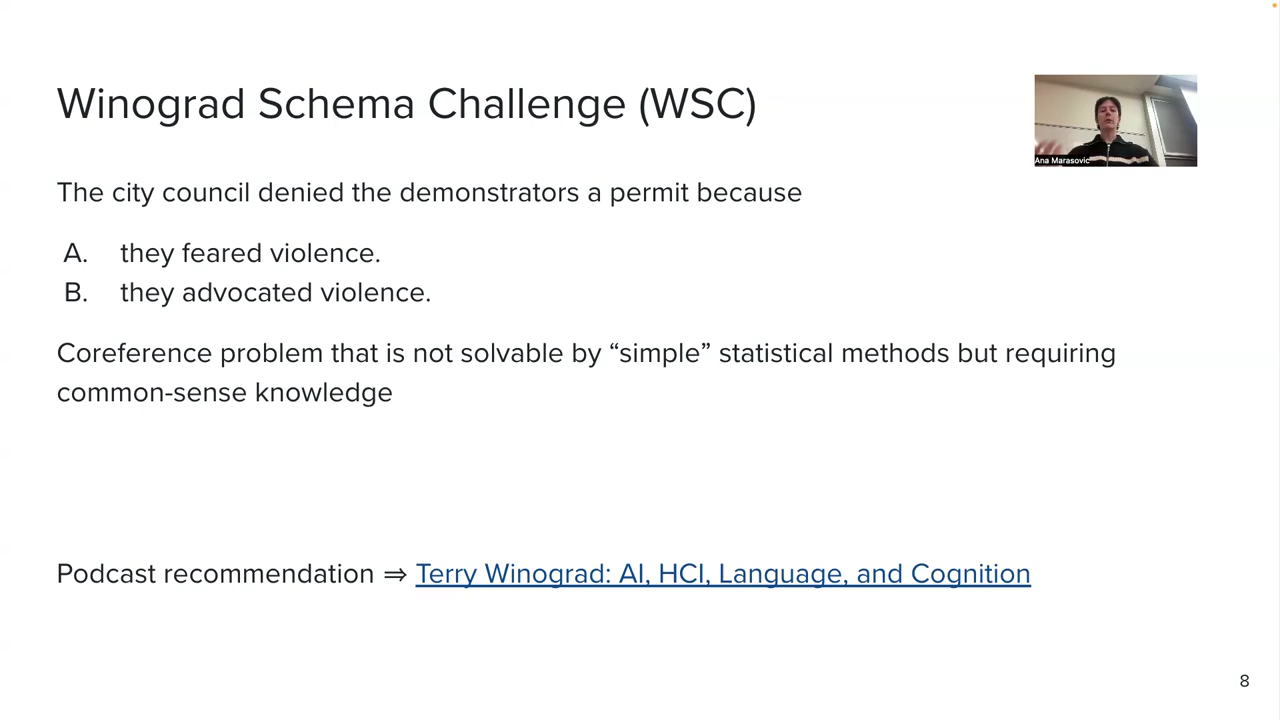 Winograd Schema Challenge (WSC)
Ana Marasovic
The city council denied the demonstrators a permit because
A. they feared violence.
B. they advocated violence.
Coreference problem that is not solvable by “simple” statistical methods but requiring
common-sense knowledge
Podcast recommendation ⇒ Terry Winograd: AI, HCI, Language, and Cognition
8